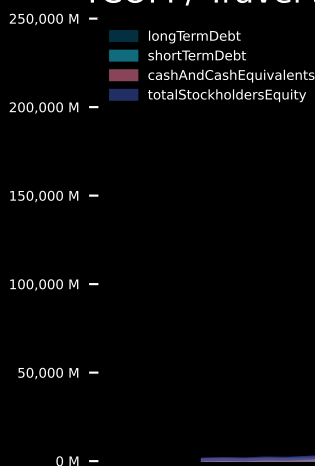 250,000 M
longTermDebt
shortTermDebt
cashAndCashEquivalents
totalStockholdersEquity
200,000 M
150,000 M
100,000 M
50,000 M
0 M